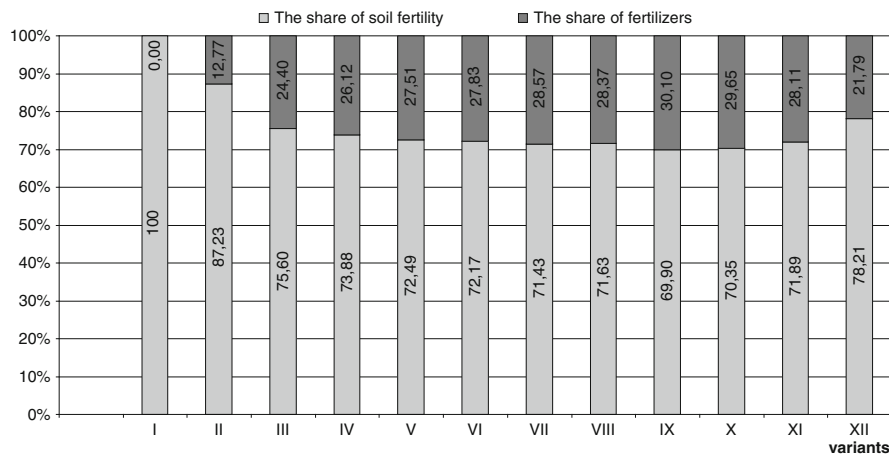 The share of soil fertility The share of fertilizers
100%
90%
80%
70%
60%
50%
40%
30%
20%
10%
0%
0,00 12,77 24,40 26,12 27,51 27,83 28,57 28,37 30,10 29,65 28,11 21,79
100 87,23 75,60 73,88 72,49 72,17 71,43 71,63 69,90 70,35 71,89 78,21
I II III IV V VI VII VIII IX X XI XII
variants